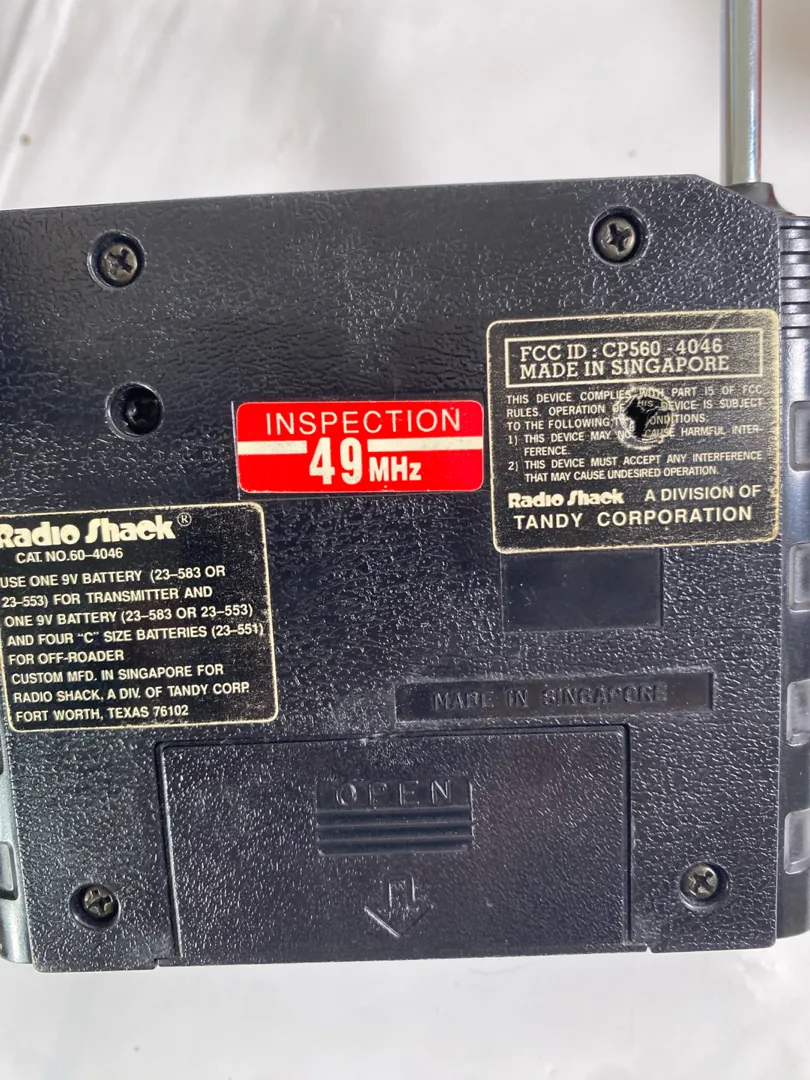 FCC ID : CP560 -4046
MADE IN SINGAPORE
THIS DEVICE COMPLIES WITH PART 15 OF FCC
RULES. OPERATION OF THIS DEVICE IS SUBJECT
TO THE FOLLOWING CONDITIONS
1) THIS DEVICE MAY NOT CAUSE HARMFUL INTER-
FERENCE.
2) THIS DEVICE MUST ACCEPT ANY INTERFERENCE
THAT MAY CAUSE UNDESIRED OPERATION.
Radio Shack A DIVISION OF
TANDY CORPORATION
INSPECTION
49 MHz
Radio Shack®
CAT. NO. 60-4046
USE ONE 9V BATTERY (23-583 OR
23-553) FOR TRANSMITTER AND
ONE 9V BATTERY (23-583 OR 23-553)
AND FOUR "C" SIZE BATTERIES (23-551)
FOR OFF-ROADER
CUSTOM MFD. IN SINGAPORE FOR
RADIO SHACK, A DIV. OF TANDY CORP.
FORT WORTH, TEXAS 76102
MADE IN SINGAPORE
OPEN